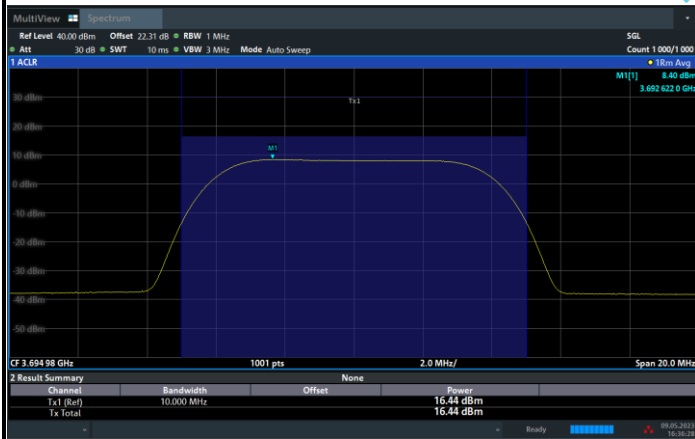 MultiView Spectrum
Ref Level 40.00 dBm Offset 22.31 dB RBW 1 MHz SGL
Att 30 dB SWT 10 ms VBW 3 MHz Mode Auto Sweep Count 1 000/1 000
1 ACLR 1Rm Avg
M1[1] 8.40 dBm
3.692 622 0 GHz
30 dBm
Tx1
20 dBm
10 dBm
M1
0 dBm
-10 dBm
-20 dBm
-30 dBm
-40 dBm
-50 dBm
CF 3.694 98 GHz 1001 pts 2.0 MHz/ Span 20.0 MHz
2 Result Summary None
Channel Bandwidth Offset Power
Tx1 (Ref) 10.000 MHz 16.44 dBm
Tx Total 16.44 dBm
Ready 09.05.2023
16:36:28